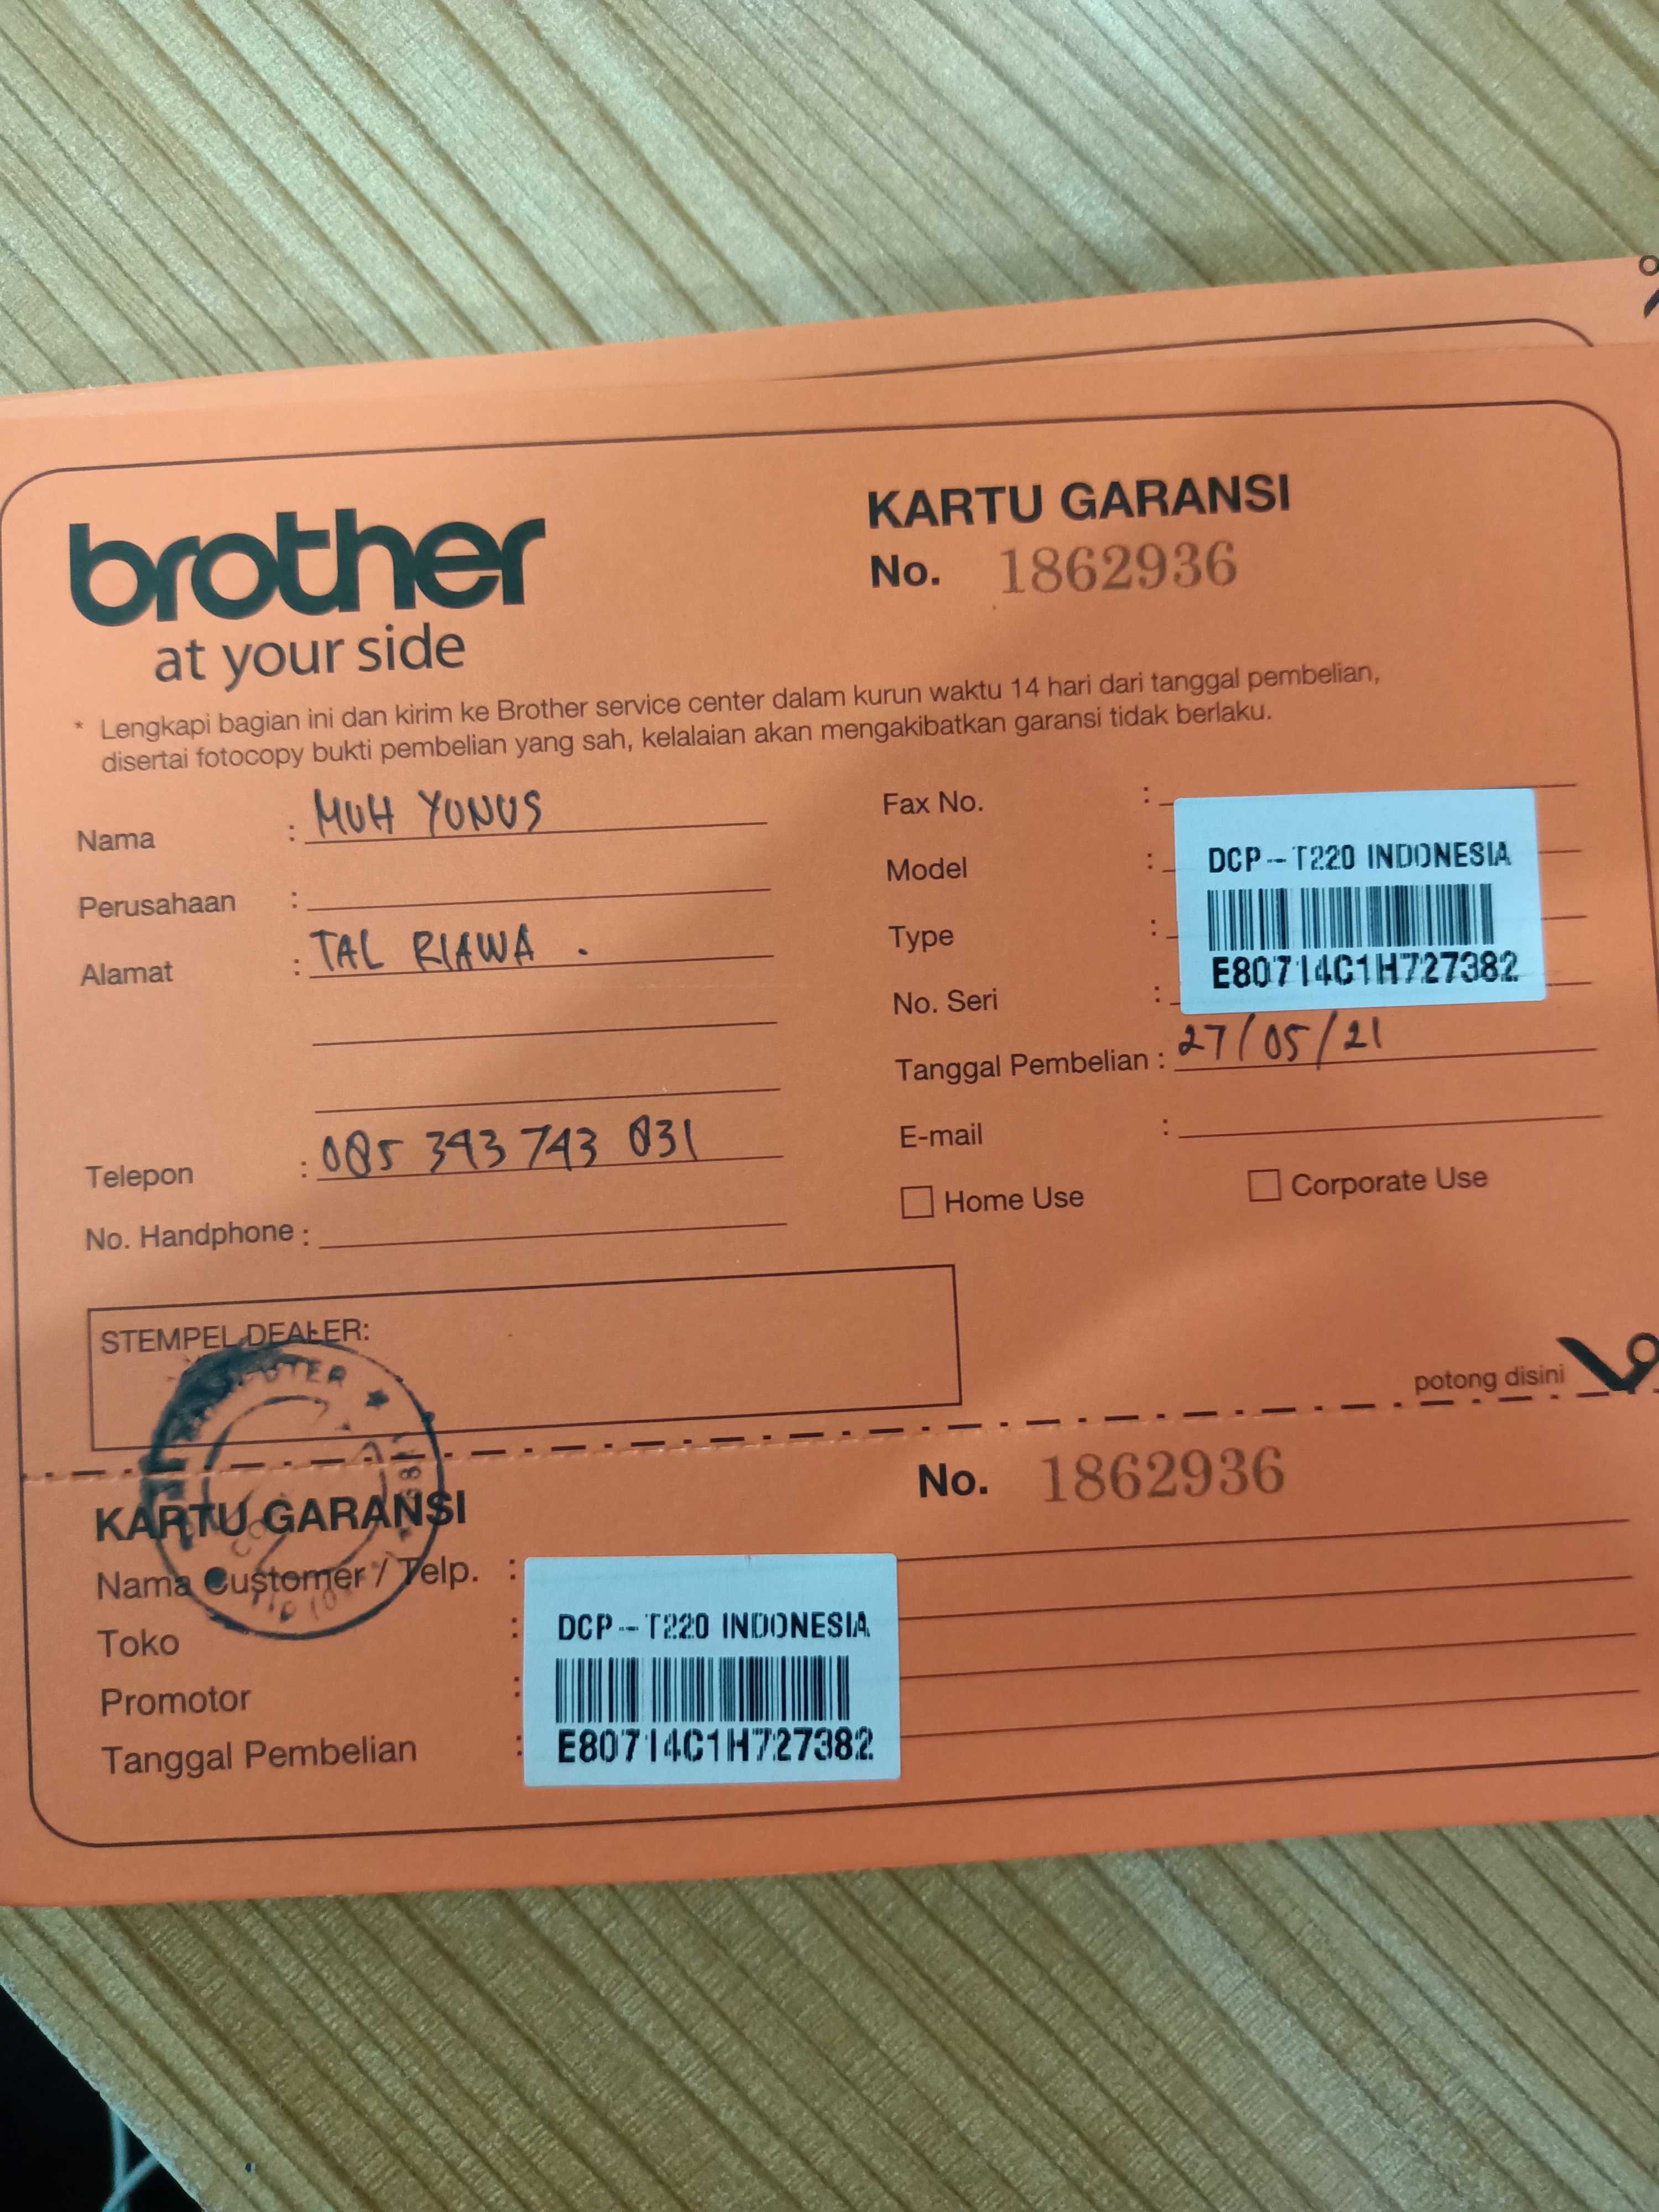 brother
at your side
KARTU GARANSI
No. 1862936
* Lengkapi bagian ini dan kirim ke Brother service center dalam kurun waktu 14 hari dari tanggal pembelian,
disertai fotocopy bukti pembelian yang sah, kelalaian akan mengakibatkan garansi tidak berlaku.
Nama : MUH YUNUS
Perusahaan :
Alamat : TAL RIAWA .
Telepon : 085 343 743 031
No. Handphone :
Fax No. :
Model :
Type :
No. Seri :
DCP-T220 INDONESIA
E80714C1H727382
Tanggal Pembelian : 27/05/21
E-mail :
Home Use
Corporate Use
STEMPEL DEALER:
potong disini
KARTU GARANSI
No. 1862936
Nama Customer / Telp. :
Toko :
Promotor :
Tanggal Pembelian :
DCP-T220 INDONESIA
E80714C1H727382